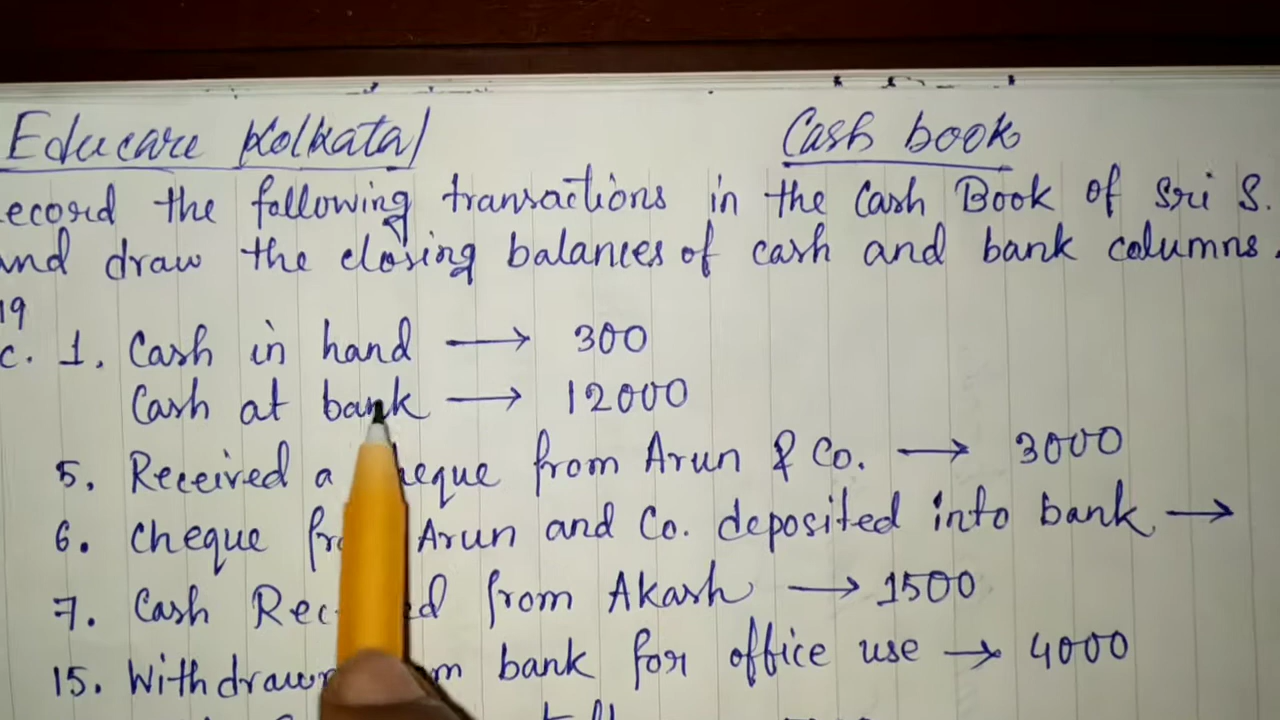 Educare Kolkata
Cash book
ecord the following transactions in the Cash Book of Sri S.
and draw the closing balances of cash and bank columns.
19
c. 1. Cash in hand → 300
Cash at bank → 12000
5. Received a heque from Arun & Co. → 3000
6. Cheque Arun and Co. deposited into bank →
7. Cash from Akash → 1500
15. Withdrawn bank for office use → 4000